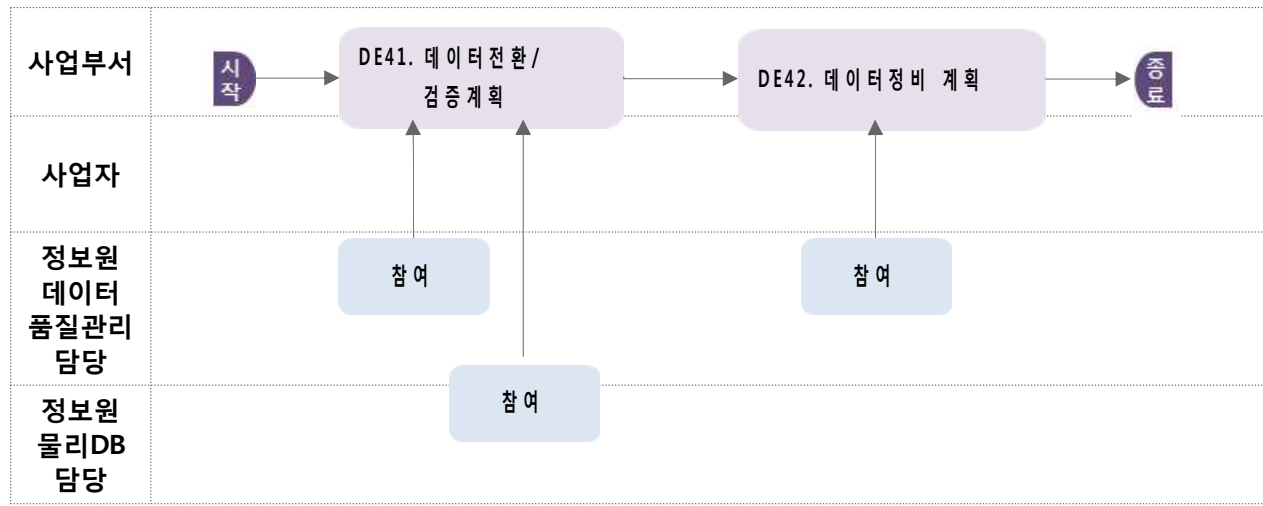 사업부서
시
작
DE41. 데이터전환/
검증계획
DE42. 데이터정비 계획
종
료
사업자
정보원
데이터
품질관리
담당
참여
참여
정보원
물리DB
담당
참여